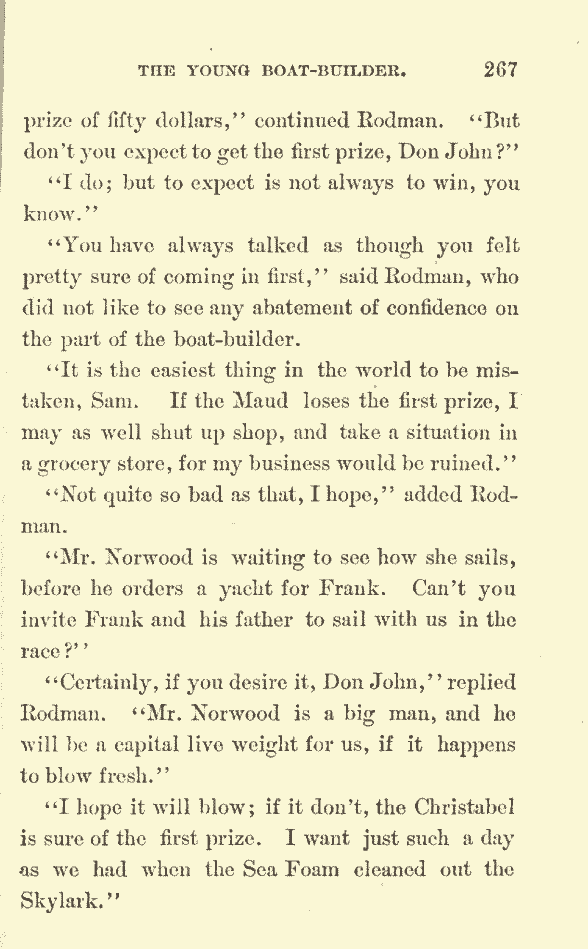 THE YOUNG BOAT-BUILDER. 267
prize of fifty dollars," continued Rodman. "But
don't you expect to get the first prize, Don John?"
"I do; but to expect is not always to win, you
know."
"You have always talked as though you felt
pretty sure of coming in first," said Rodman, who
did not like to see any abatement of confidence on
the part of the boat-builder.
"It is the easiest thing in the world to be mis-
taken, Sam. If the Maud loses the first prize, I
may as well shut up shop, and take a situation in
a grocery store, for my business would be ruined."
"Not quite so bad as that, I hope," added Rod-
man.
"Mr. Norwood is waiting to see how she sails,
before he orders a yacht for Frank. Can't you
invite Frank and his father to sail with us in the
race?"
"Certainly, if you desire it, Don John," replied
Rodman. "Mr. Norwood is a big man, and he
will be a capital live weight for us, if it happens
to blow fresh."
"I hope it will blow; if it don't, the Christabel
is sure of the first prize. I want just such a day
as we had when the Sea Foam cleaned out the
Skylark."